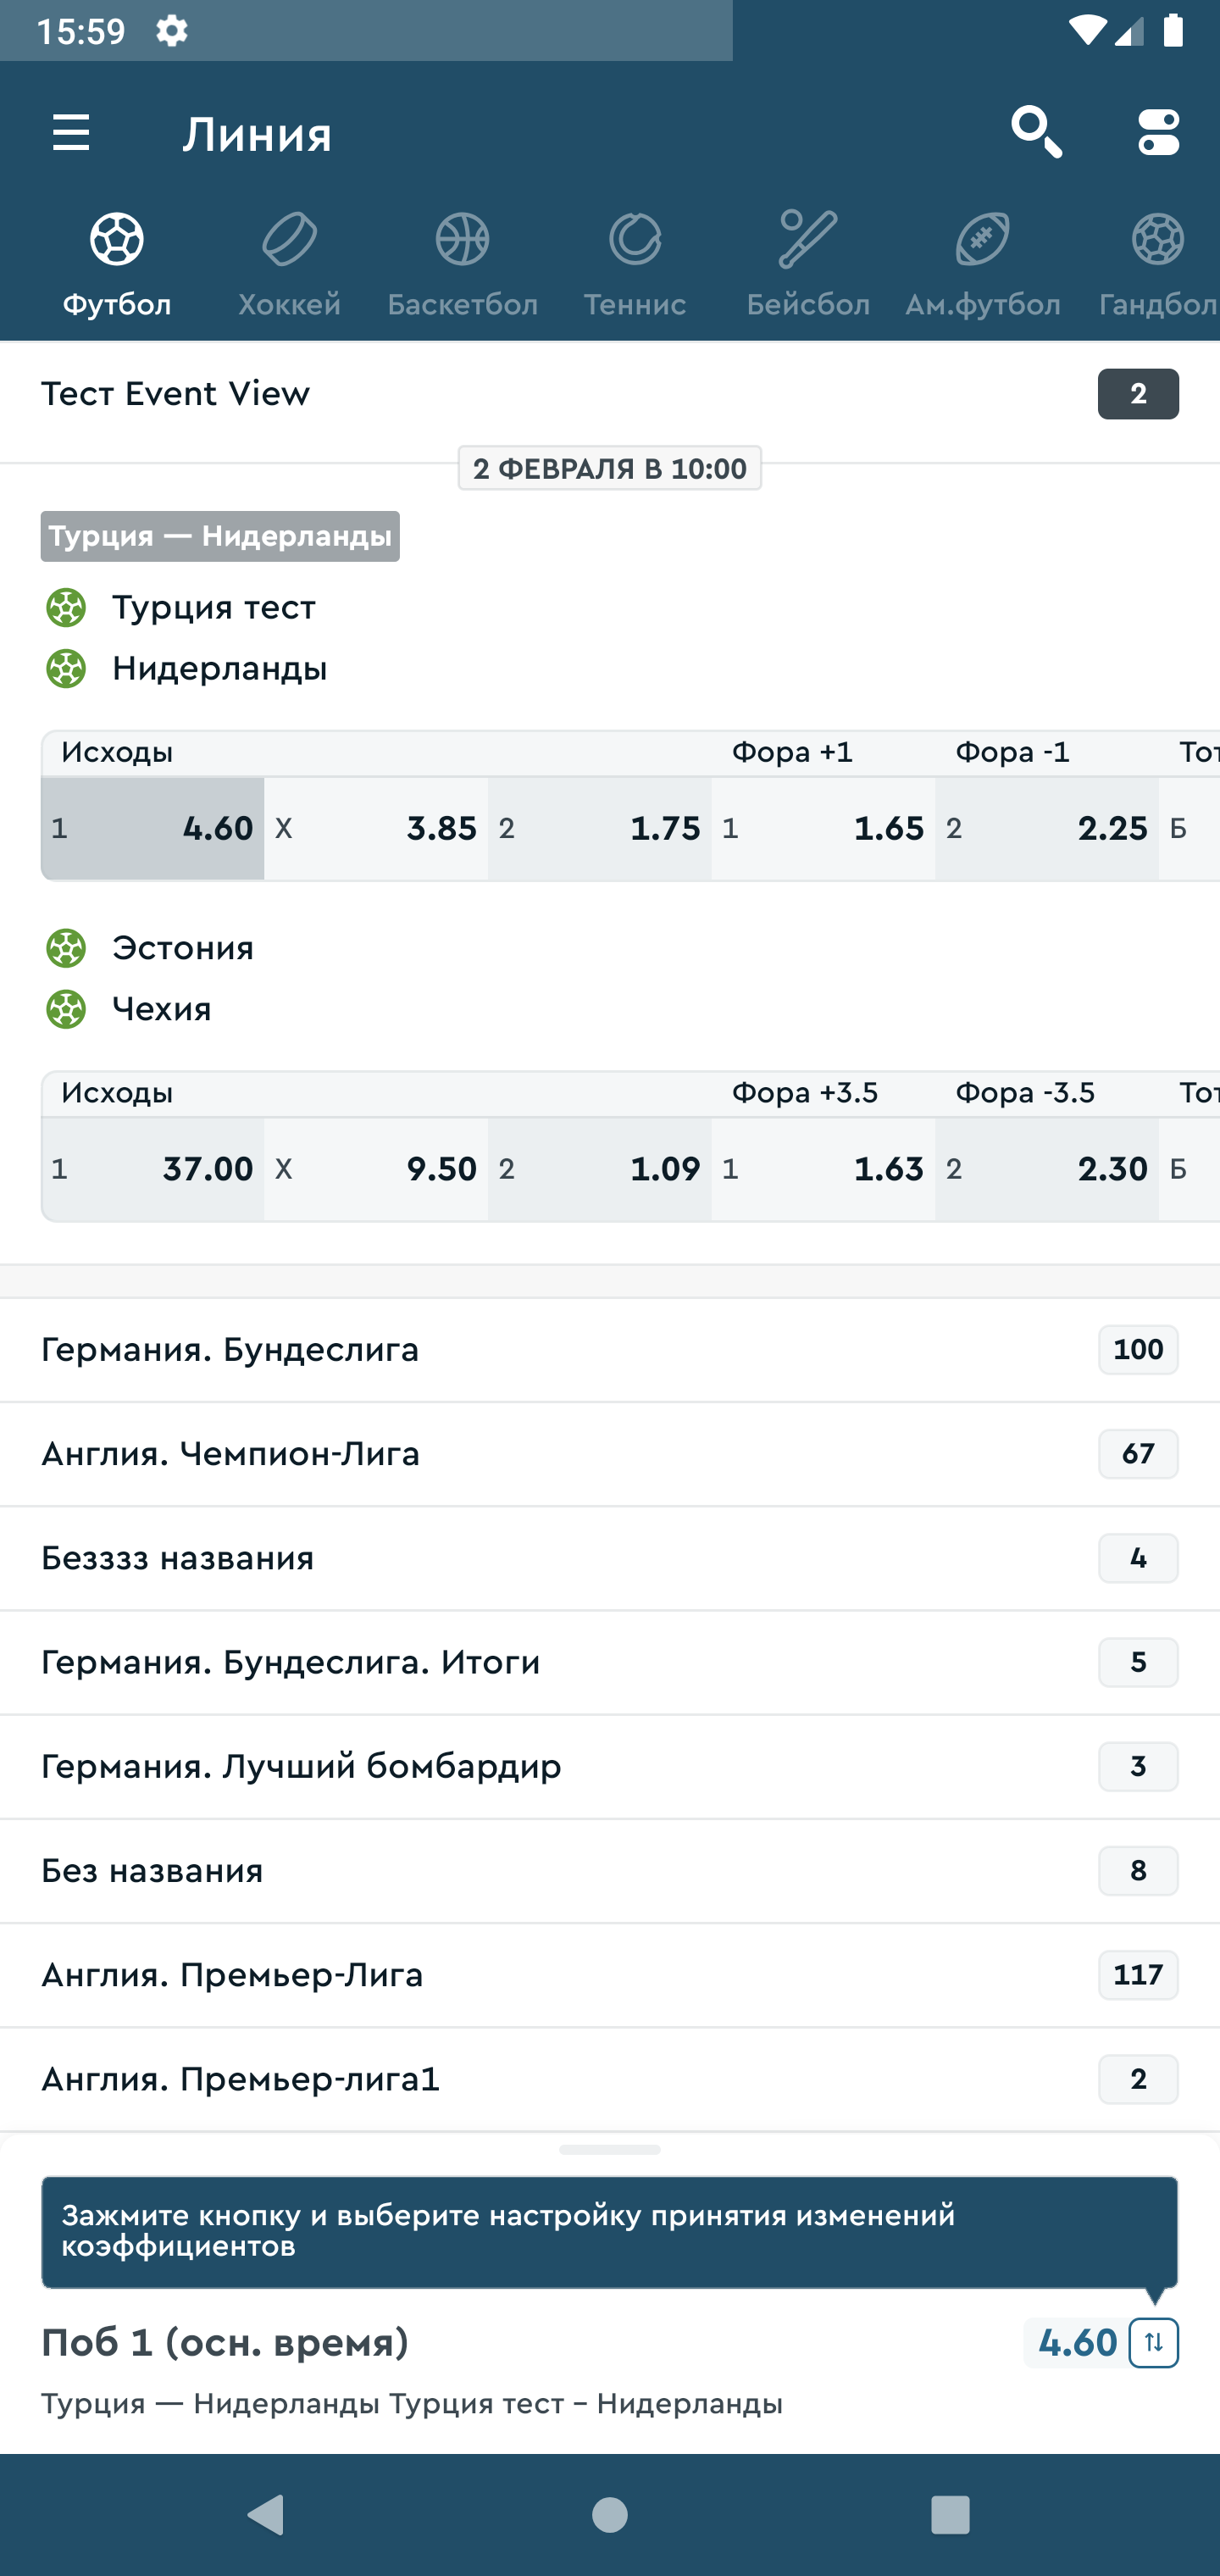 15:59
Линия
Футбол Хоккей Баскетбол Теннис Бейсбол Ам.футбол Гандбол
Тест Event View 2
2 ФЕВРАЛЯ В 10:00
Турция — Нидерланды
Турция тест
Нидерланды
Исходы Фора +1 Фора -1 Тот
1 4.60 X 3.85 2 1.75 1 1.65 2 2.25 Б
Эстония
Чехия
Исходы Фора +3.5 Фора -3.5 Тот
1 37.00 X 9.50 2 1.09 1 1.63 2 2.30 Б
Германия. Бундеслига 100
Англия. Чемпион-Лига 67
Безззз названия 4
Германия. Бундеслига. Итоги 5
Германия. Лучший бомбардир 3
Без названия 8
Англия. Премьер-Лига 117
Англия. Премьер-лига1 2
Зажмите кнопку и выберите настройку принятия изменений
коэффициентов
Поб 1 (осн. время) 4.60
Турция — Нидерланды Турция тест – Нидерланды